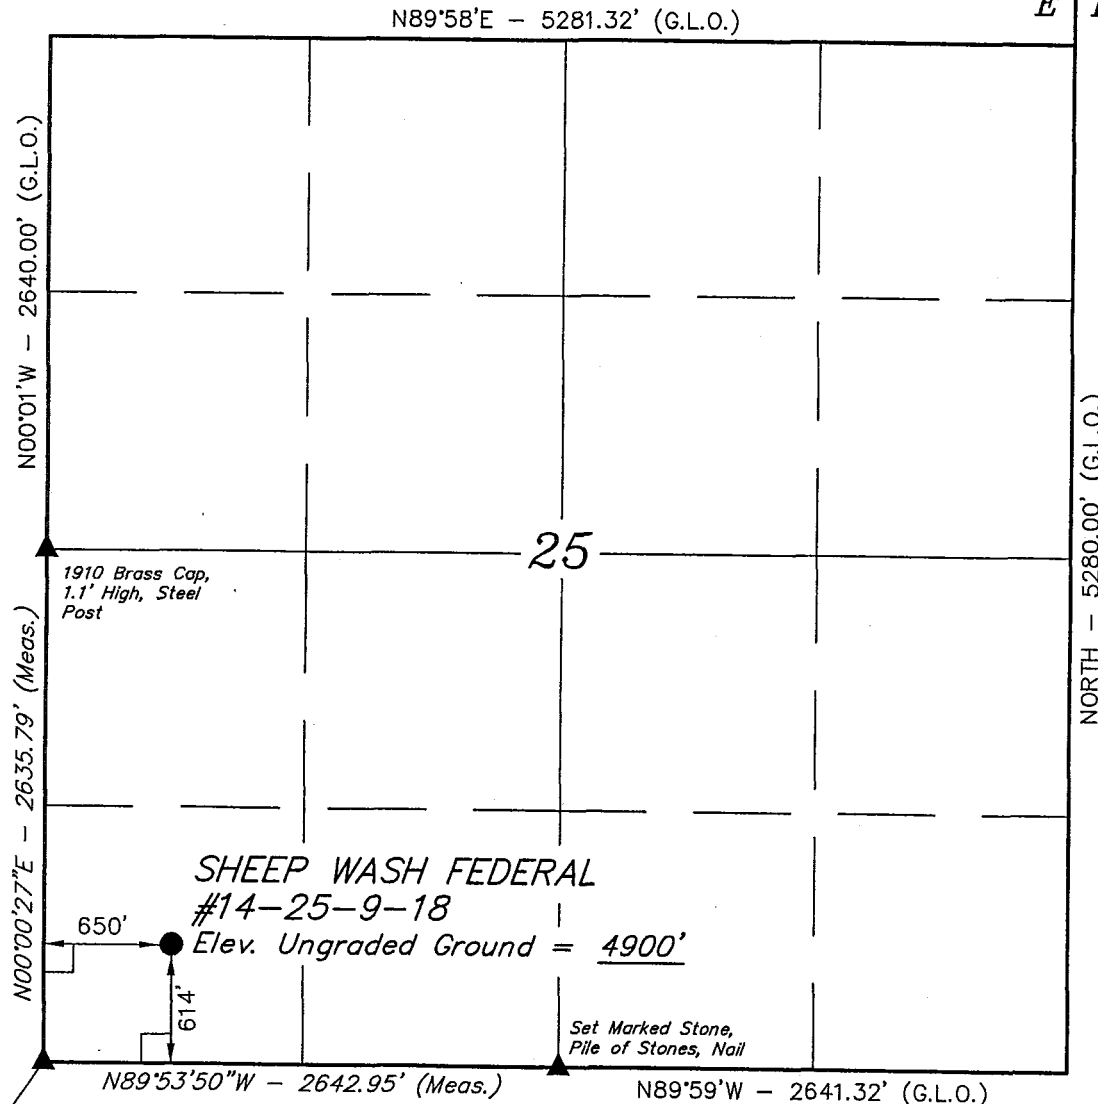 N89°58'E – 5281.32' (G.L.O.)
E
N00°01'W – 2640.00' (G.L.O.)
25
1910 Brass Cap,
1.1' High, Steel
Post
NORTH – 5280.00' (G.L.O.)
N00°00'27"E – 2635.79' (Meas.)
SHEEP WASH FEDERAL
#14–25–9–18
650'
Elev. Ungraded Ground = 4900'
614'
Set Marked Stone,
Pile of Stones, Nail
N89°53'50"W – 2642.95' (Meas.)
N89°59'W – 2641.32' (G.L.O.)